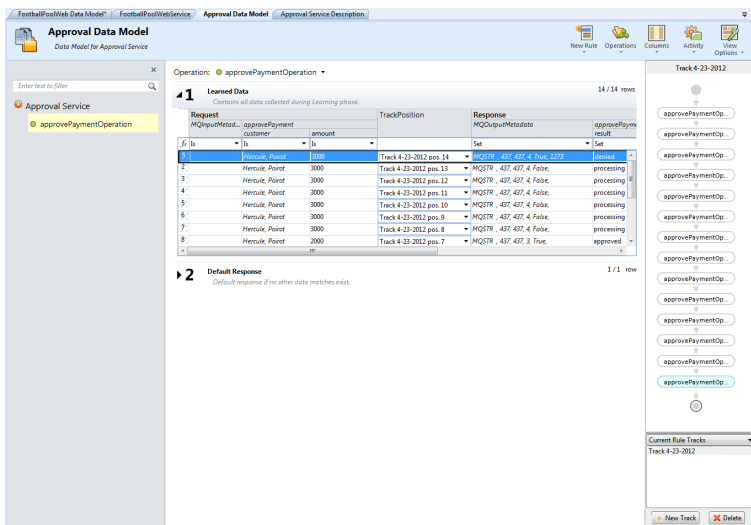 FootballPoolWeb Data Model* FootballPoolWebService Approval Data Model Approval Service Description
Approval Data Model
Data Model for Approval Service
New Rule Operations Columns Activity View Options
×
Enter text to filter
Approval Service
approvePaymentOperation
Operation: approvePaymentOperation
1 Learned Data 14 / 14 rows
Contains all data collected during Learning phase.
Request TrackPosition Response
MQInputMetad... approvePayment MQOutputMetadata approvePayme
customer amount result
fx Is Is Is Set Set
1 Hercule, Poirot 3000 Track 4-23-2012 pos. 14 MQSTR , 437, 437, 4, True, 1273 denied
2 Hercule, Poirot 3000 Track 4-23-2012 pos. 13 MQSTR , 437, 437, 4, False, processing
3 Hercule, Poirot 3000 Track 4-23-2012 pos. 12 MQSTR , 437, 437, 4, False, processing
4 Hercule, Poirot 3000 Track 4-23-2012 pos. 11 MQSTR , 437, 437, 4, False, processing
5 Hercule, Poirot 3000 Track 4-23-2012 pos. 10 MQSTR , 437, 437, 4, False, processing
6 Hercule, Poirot 3000 Track 4-23-2012 pos. 9 MQSTR , 437, 437, 4, False, processing
7 Hercule, Poirot 3000 Track 4-23-2012 pos. 8 MQSTR , 437, 437, 4, False, processing
8 Hercule, Poirot 2000 Track 4-23-2012 pos. 7 MQSTR , 437, 437, 3, True, approved
2 Default Response 1 / 1 row
Default response if no other data matches exist.
Track 4-23-2012
approvePaymentOp...
approvePaymentOp...
approvePaymentOp...
approvePaymentOp...
approvePaymentOp...
approvePaymentOp...
approvePaymentOp...
approvePaymentOp...
approvePaymentOp...
approvePaymentOp...
approvePaymentOp...
approvePaymentOp...
approvePaymentOp...
approvePaymentOp...
Current Rule Tracks
Track 4-23-2012
New Track Delete